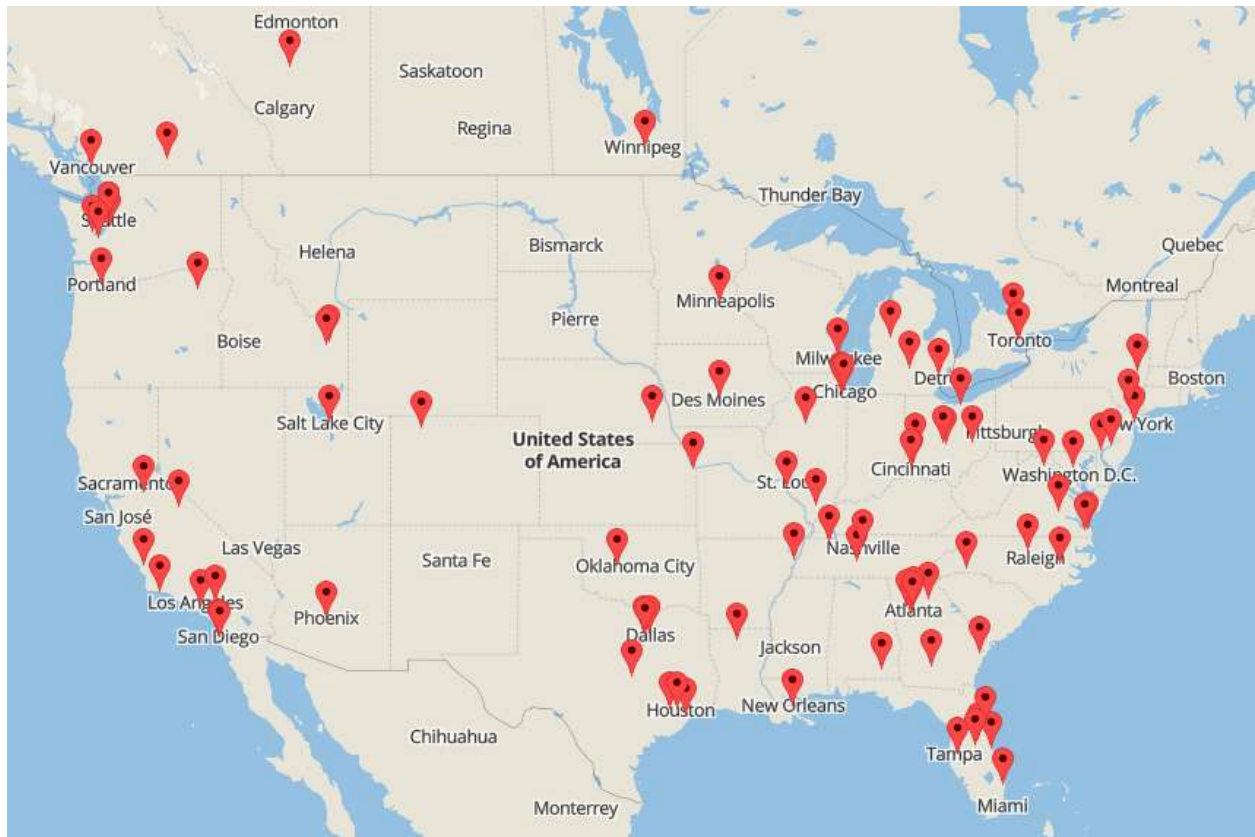 Edmonton
Saskatoon
Calgary
Regina
Winnipeg
Vancouver
Thunder Bay
Seattle
Quebec
Helena
Bismarck
Portland
Montreal
Minneapolis
Pierre
Toronto
Boise
Milwaukee
Detroit
Boston
Chicago
Des Moines
Salt Lake City
New York
Pittsburgh
United States
of America
Cincinnati
Washington D.C.
Sacramento
St. Louis
San José
Las Vegas
Nashville
Raleigh
Santa Fe
Oklahoma City
Los Angeles
Atlanta
Phoenix
San Diego
Dallas
Jackson
New Orleans
Houston
Chihuahua
Tampa
Miami
Monterrey